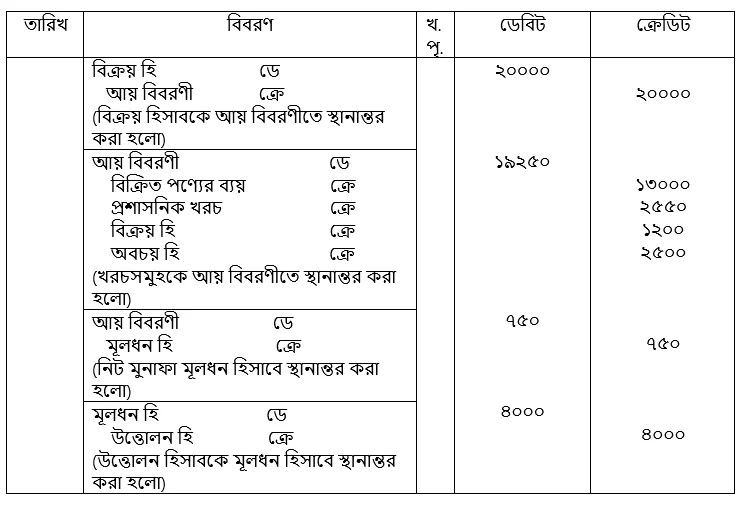 তারিখ বিবরণ খ. পৃ. ডেবিট ক্রেডিট
বিক্রয় হি ডে ২০০০০
আয় বিবরণী ক্রে ২০০০০
(বিক্রয় হিসাবকে আয় বিবরণীতে স্থানান্তর
করা হলো)
আয় বিবরণী ডে ১৯২৫০
বিক্রিত পণ্যের ব্যয় ক্রে ১৩০০০
প্রশাসনিক খরচ ক্রে ২৫৫০
বিক্রয় হি ক্রে ১২০০
অবচয় হি ক্রে ২৫০০
(খরচসমুহকে আয় বিবরণীতে স্থানান্তর করা
হলো)
আয় বিবরণী ডে ৭৫০
মূলধন হি ক্রে ৭৫০
(নিট মুনাফা মূলধন হিসাবে স্থানান্তর করা
হলো)
মূলধন হি ডে ৪০০০
উত্তোলন হি ক্রে ৪০০০
(উত্তোলন হিসাবকে মূলধন হিসাবে স্থানান্তর
করা হলো)